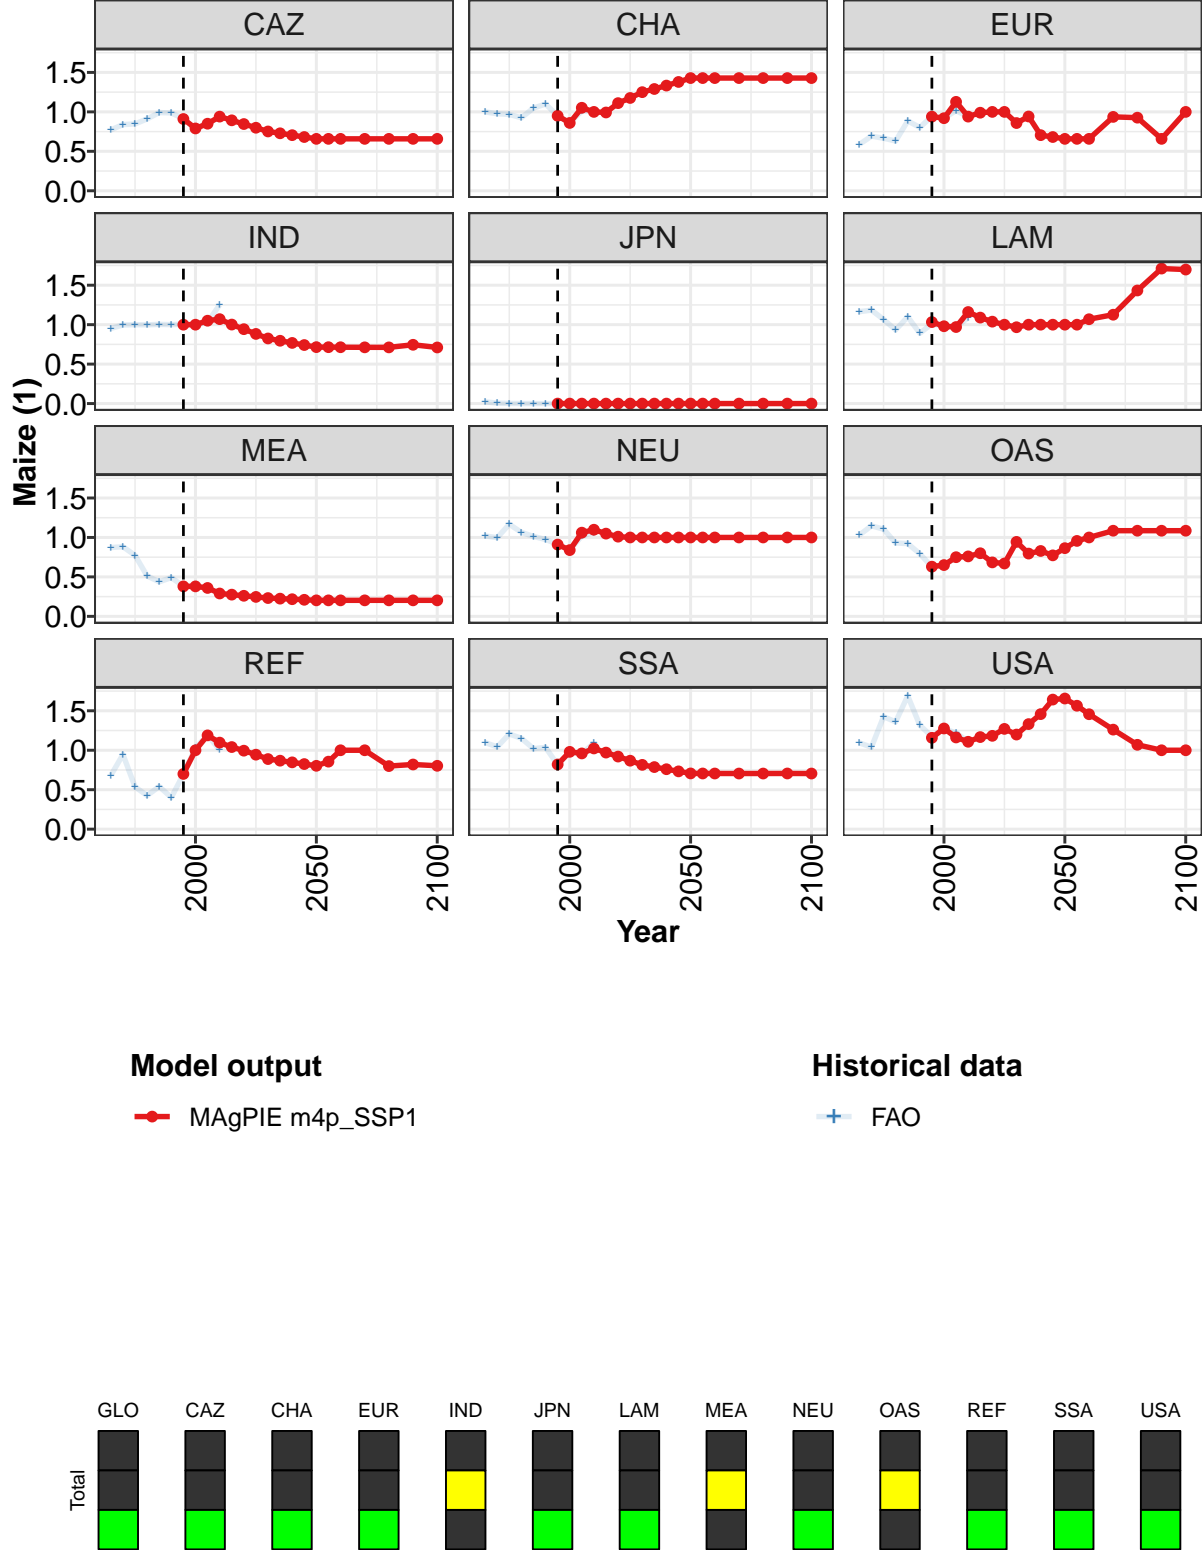 CAZ CHA EUR
1.5
1.0
0.5
0.0
IND JPN LAM
1.5
1.0
0.5
0.0
MEA NEU OAS
1.5
1.0
0.5
0.0
REF SSA USA
1.5
1.0
0.5
0.0
Maize (1)
2000 2050 2100 2000 2050 2100 2000 2050 2100
Year
Model output Historical data
MAgPIE m4p_SSP1 FAO
GLO CAZ CHA EUR IND JPN LAM MEA NEU OAS REF SSA USA
Total